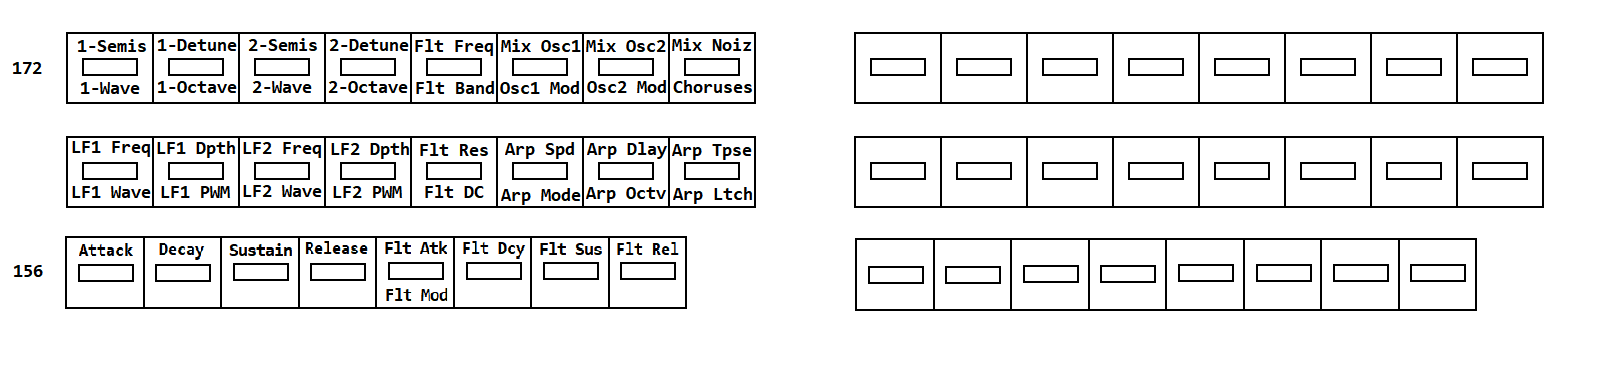 1-Semis 1-Detune 2-Semis 2-Detune Flt Freq Mix Osc1 Mix Osc2 Mix Noiz
172
1-Wave 1-Octave 2-Wave 2-Octave Flt Band Osc1 Mod Osc2 Mod Choruses
LF1 Freq LF1 Dpth LF2 Freq LF2 Dpth Flt Res Arp Spd Arp Dlay Arp Tpse
LF1 Wave LF1 PWM LF2 Wave LF2 PWM Flt DC Arp Mode Arp Octv Arp Ltch
Attack Decay Sustain Release Flt Atk Flt Dcy Flt Sus Flt Rel
156
Flt Mod